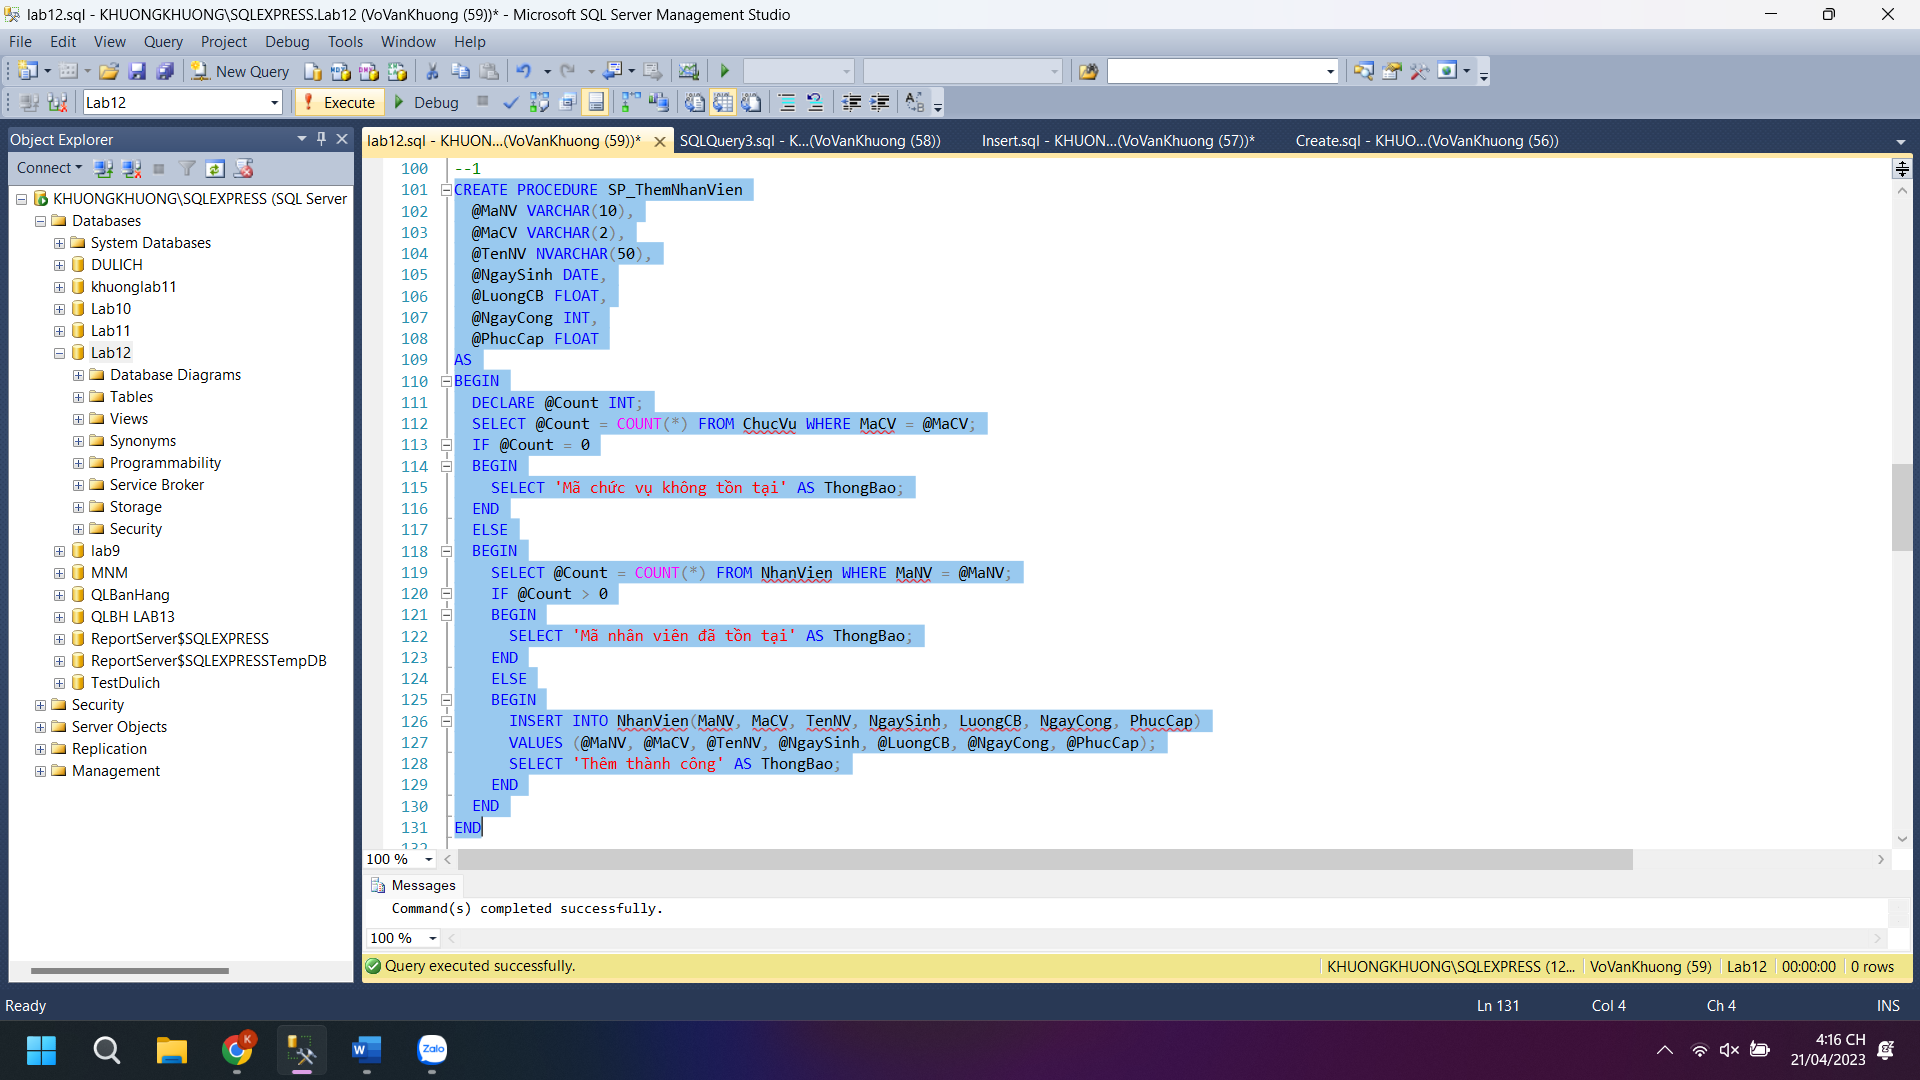 lab12.sql - KHUONGKHUONG\SQLEXPRESS.Lab12 (VoVanKhuong (59))* - Microsoft SQL Server Management Studio
File Edit View Query Project Debug Tools Window Help
New Query
Lab12 Execute Debug
Object Explorer
Connect
KHUONGKHUONG\SQLEXPRESS (SQL Server
Databases
System Databases
DULICH
khuonglab11
Lab10
Lab11
Lab12
Database Diagrams
Tables
Views
Synonyms
Programmability
Service Broker
Storage
Security
lab9
MNM
QLBanHang
QLBH LAB13
ReportServer$SQLEXPRESS
ReportServer$SQLEXPRESSTempDB
TestDulich
Security
Server Objects
Replication
Management
lab12.sql - KHUON...(VoVanKhuong (59))* SQLQuery3.sql - K...(VoVanKhuong (58)) Insert.sql - KHUON...(VoVanKhuong (57))* Create.sql - KHUO...(VoVanKhuong (56))
100 --1
101 CREATE PROCEDURE SP_ThemNhanVien
102 @MaNV VARCHAR(10),
103 @MaCV VARCHAR(2),
104 @TenNV NVARCHAR(50),
105 @NgaySinh DATE,
106 @LuongCB FLOAT,
107 @NgayCong INT,
108 @PhucCap FLOAT
109 AS
110 BEGIN
111 DECLARE @Count INT;
112 SELECT @Count = COUNT(*) FROM ChucVu WHERE MaCV = @MaCV;
113 IF @Count = 0
114 BEGIN
115 SELECT 'Mã chức vụ không tồn tại' AS ThongBao;
116 END
117 ELSE
118 BEGIN
119 SELECT @Count = COUNT(*) FROM NhanVien WHERE MaNV = @MaNV;
120 IF @Count > 0
121 BEGIN
122 SELECT 'Mã nhân viên đã tồn tại' AS ThongBao;
123 END
124 ELSE
125 BEGIN
126 INSERT INTO NhanVien(MaNV, MaCV, TenNV, NgaySinh, LuongCB, NgayCong, PhucCap)
127 VALUES (@MaNV, @MaCV, @TenNV, @NgaySinh, @LuongCB, @NgayCong, @PhucCap);
128 SELECT 'Thêm thành công' AS ThongBao;
129 END
130 END
131 END
132
100 %
Messages
Command(s) completed successfully.
100 %
Query executed successfully. KHUONGKHUONG\SQLEXPRESS (12... VoVanKhuong (59) Lab12 00:00:00 0 rows
Ready Ln 131 Col 4 Ch 4 INS
K
Zalo
4:16 CH
21/04/2023